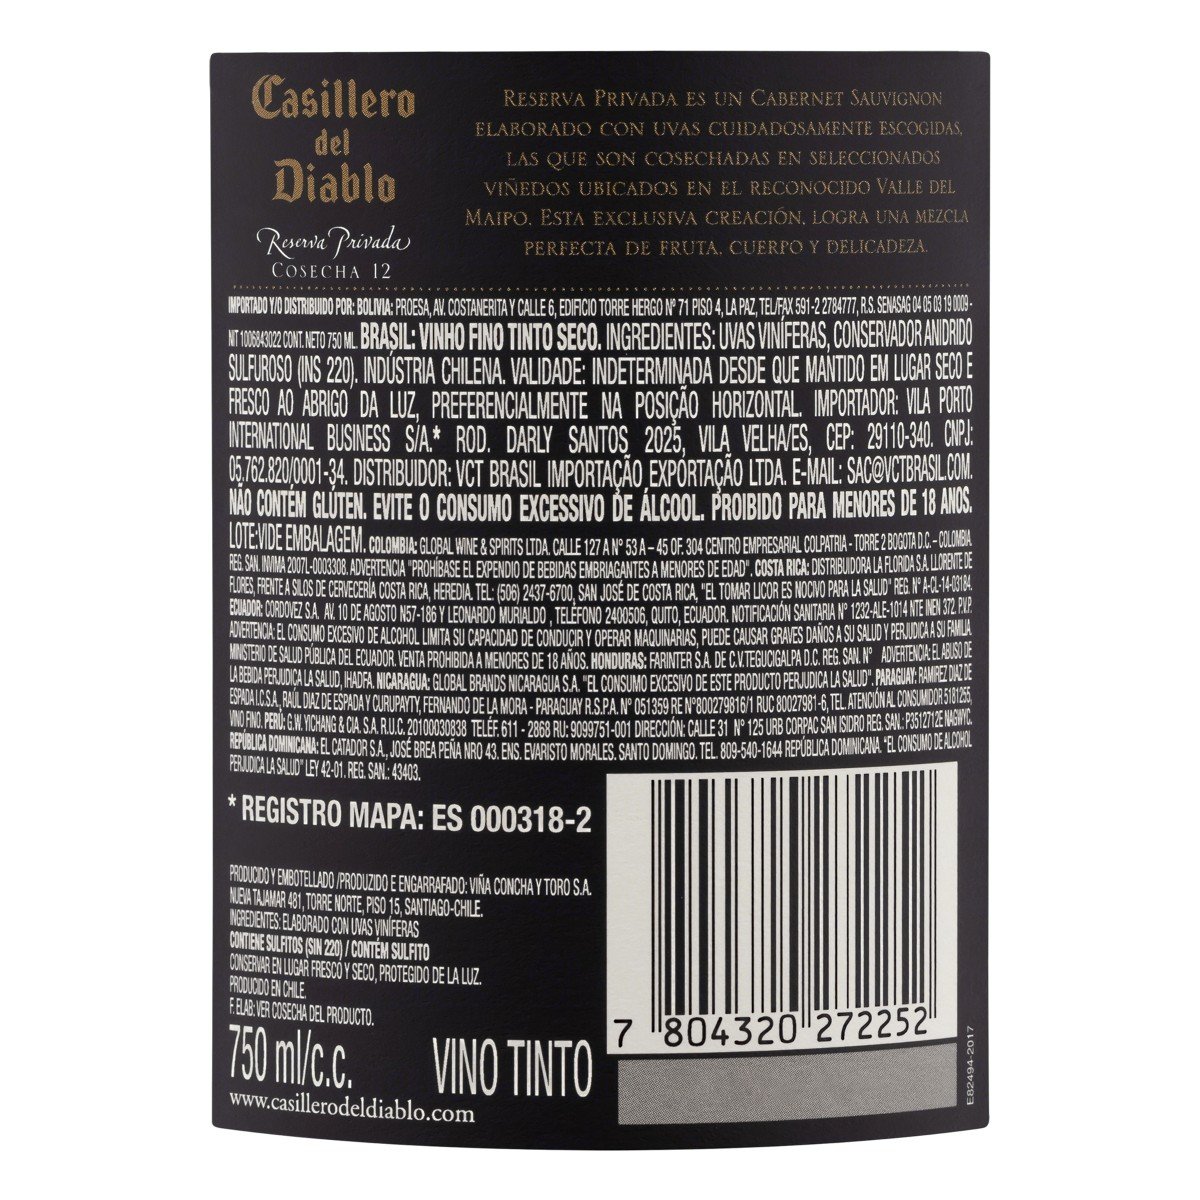 Casillero
del
Diablo
Reserva Privada
COSECHA 12
RESERVA PRIVADA ES UN CABERNET SAUVIGNON
ELABORADO CON UVAS CUIDADOSAMENTE ESCOGIDAS,
LAS QUE SON COSECHADAS EN SELECCIONADOS
VIÑEDOS UBICADOS EN EL RECONOCIDO VALLE DEL
MAIPO. ESTA EXCLUSIVA CREACIÓN, LOGRA UNA MEZCLA
PERFECTA DE FRUTA, CUERPO Y DELICADEZA.
IMPORTADO Y/O DISTRIBUIDO POR: BOLIVIA: PROESA, AV. COSTANERITA Y CALLE 6, EDIFICIO TORRE HERGO Nº 71 PISO 4, LA PAZ, TEL/FAX 591-2 2784777, R.S. SENASAG 04 05 03 19 0009 -
NIT 1006843022 CONT. NETO 750 ML. BRASIL: VINHO FINO TINTO SECO. INGREDIENTES: UVAS VINÍFERAS, CONSERVADOR ANIDRIDO
SULFUROSO (INS 220). INDÚSTRIA CHILENA. VALIDADE: INDETERMINADA DESDE QUE MANTIDO EM LUGAR SECO E
FRESCO AO ABRIGO DA LUZ, PREFERENCIALMENTE NA POSIÇÃO HORIZONTAL. IMPORTADOR: VILA PORTO
INTERNATIONAL BUSINESS S/A.* ROD. DARLY SANTOS 2025, VILA VELHA/ES, CEP: 29110-340. CNPJ:
05.762.820/0001-34. DISTRIBUIDOR: VCT BRASIL IMPORTAÇÃO EXPORTAÇÃO LTDA. E-MAIL: SAC@VCTBRASIL.COM.
NÃO CONTÉM GLÚTEN. EVITE O CONSUMO EXCESSIVO DE ÁLCOOL. PROIBIDO PARA MENORES DE 18 ANOS.
LOTE:VIDE EMBALAGEM. COLOMBIA: GLOBAL WINE & SPIRITS LTDA. CALLE 127 A Nº 53 A – 45 OF. 304 CENTRO EMPRESARIAL COLPATRIA - TORRE 2 BOGOTA D.C. – COLOMBIA
REG. SAN. INVIMA 2007L-0003308. ADVERTENCIA "PROHÍBASE EL EXPENDIO DE BEBIDAS EMBRIAGANTES A MENORES DE EDAD". COSTA RICA: DISTRIBUIDORA LA FLORIDA S.A. LLORENTE DE
FLORES, FRENTE A SILOS DE CERVECERÍA COSTA RICA, HEREDIA. TEL: (506) 2437-6700, SAN JOSÉ DE COSTA RICA, "EL TOMAR LICOR ES NOCIVO PARA LA SALUD" REG. Nº A-CL-14-03184.
ECUADOR: CORDOVEZ S.A. AV. 10 DE AGOSTO N57-186 Y LEONARDO MURIALDO , TELÉFONO 2400506, QUITO, ECUADOR. NOTIFICACIÓN SANITARIA Nº 1232-ALE-1014 NTE INEN 372. P.V.P.
ADVERTENCIA: EL CONSUMO EXCESIVO DE ALCOHOL LIMITA SU CAPACIDAD DE CONDUCIR Y OPERAR MAQUINARIAS, PUEDE CAUSAR GRAVES DAÑOS A SU SALUD Y PERJUDICA A SU FAMILIA.
MINISTERIO DE SALUD PÚBLICA DEL ECUADOR. VENTA PROHIBIDA A MENORES DE 18 AÑOS. HONDURAS: FARINTER S.A. DE C.V.TEGUCIGALPA D.C. REG. SAN. Nº ADVERTENCIA: EL ABUSO DE
LA BEBIDA PERJUDICA LA SALUD, IHADFA. NICARAGUA: GLOBAL BRANDS NICARAGUA S.A. "EL CONSUMO EXCESIVO DE ESTE PRODUCTO PERJUDICA LA SALUD". PARAGUAY: RAMÍREZ DIAZ DE
ESPADA I.C.S.A., RAÚL DIAZ DE ESPADA Y CURUPAYTY, FERNANDO DE LA MORA - PARAGUAY R.S.P.A. Nº 051359 RE Nº800279816/1 RUC 80027981-6, TEL. ATENCIÓN AL CONSUMIDOR 5181255,
VINO FINO. PERÚ: G.W. YICHANG & CIA. S.A. R.U.C. 20100030838 TELÉF. 611 - 2868 RU: 9099751-001 DIRECCIÓN: CALLE 31 Nº 125 URB CORPAC SAN ISIDRO REG. SAN.: P3512712E NAGWYC.
REPÚBLICA DOMINICANA: EL CATADOR S.A., JOSÉ BREA PEÑA NRO 43. ENS. EVARISTO MORALES. SANTO DOMINGO. TEL. 809-540-1644 REPÚBLICA DOMINICANA. "EL CONSUMO DE ALCOHOL
PERJUDICA LA SALUD" LEY 42-01. REG. SAN.: 43403.
* REGISTRO MAPA: ES 000318-2
PRODUCIDO Y EMBOTELLADO /PRODUZIDO E ENGARRAFADO: VIÑA CONCHA Y TORO S.A.
NUEVA TAJAMAR 481, TORRE NORTE, PISO 15, SANTIAGO-CHILE.
INGREDIENTES: ELABORADO CON UVAS VINÍFERAS
CONTIENE SULFITOS (SIN 220) / CONTÉM SULFITO
CONSERVAR EN LUGAR FRESCO Y SECO, PROTEGIDO DE LA LUZ.
PRODUCIDO EN CHILE.
F. ELAB: VER COSECHA DEL PRODUCTO.
750 ml/c.c.
VINO TINTO
www.casillerodeldiablo.com
7 804320 272252
E82494-2017